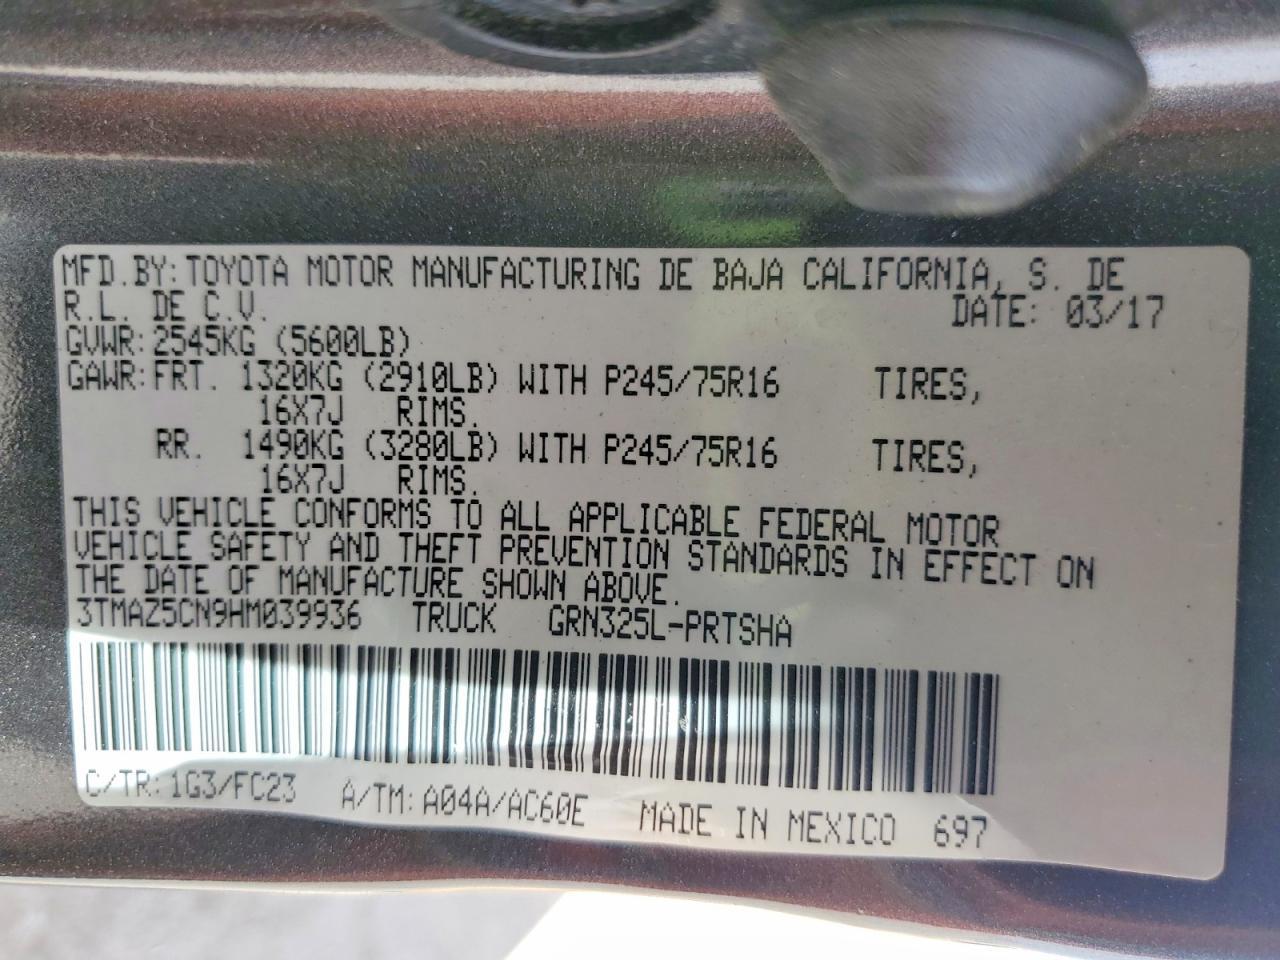 MFD.BY: TOYOTA MOTOR MANUFACTURING DE BAJA CALIFORNIA, S. DE
R.L. DE C.V. DATE: 03/17
GVWR: 2545KG (5600LB)
GAWR: FRT. 1320KG (2910LB) WITH P245/75R16 TIRES,
16X7J RIMS.
RR. 1490KG (3280LB) WITH P245/75R16 TIRES,
16X7J RIMS.
THIS VEHICLE CONFORMS TO ALL APPLICABLE FEDERAL MOTOR
VEHICLE SAFETY AND THEFT PREVENTION STANDARDS IN EFFECT ON
THE DATE OF MANUFACTURE SHOWN ABOVE.
3TMAZ5CN9HM039936 TRUCK GRN325L-PRTSHA
C/TR: 1G3/FC23 A/TM: A04A/AC60E MADE IN MEXICO 697